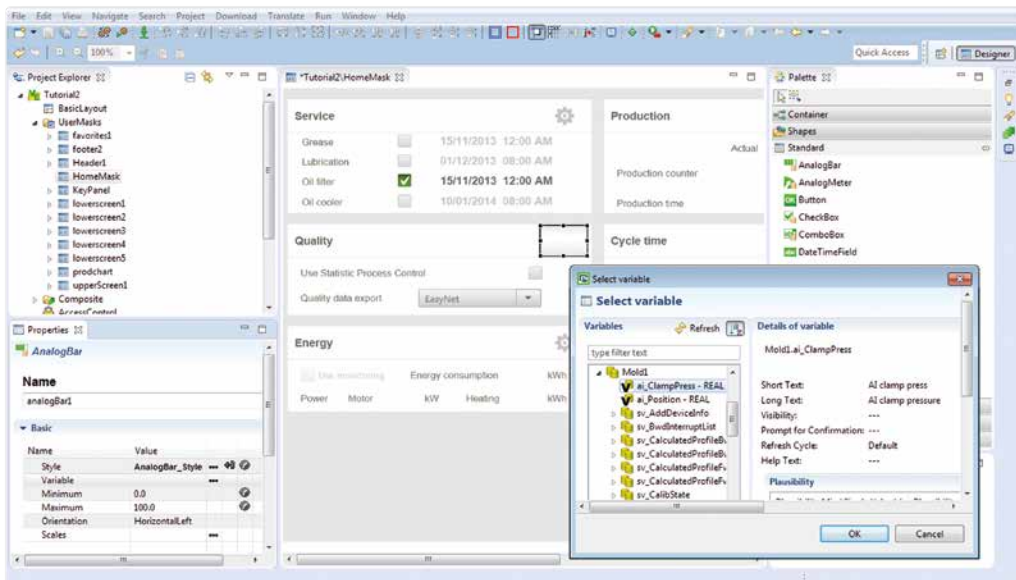 File Edit View Navigate Search Project Download Translate Run Window Help
100%
Quick Access
Designer
Project Explorer
Tutorial2
BasicLayout
UserMasks
favorites1
footer2
Header1
HomeMask
KeyPanel
lowerscreen1
lowerscreen2
lowerscreen3
lowerscreen4
lowerscreen5
prodchart
upperScreen1
Composite
AccessControl
Properties
AnalogBar
Name
analogBar1
Basic
Name Value
Style AnalogBar_Style
Variable
Minimum 0.0
Maximum 100.0
Orientation HorizontalLeft
Scales
*Tutorial2\HomeMask
Service
Grease 15/11/2013 12:00 AM
Lubrication 01/12/2013 08:00 AM
Oil filter 15/11/2013 12:00 AM
Oil cooler 10/01/2014 08:00 AM
Production
Actual
Production counter
Production time
Quality
Use Statistic Process Control
Quality data export EasyNet
Cycle time
Energy
Use monitoring Energy consumption kWh
Power Motor kW Heating kWh
Palette
Container
Shapes
Standard
AnalogBar
AnalogMeter
Button
CheckBox
ComboBox
DateTimeField
Select variable
Select variable
Variables Refresh
type filter text
Mold1
ai_ClampPress - REAL
ai_Position - REAL
sv_AddDeviceInfo
sv_BwdInterruptList
sv_CalculatedProfileBv
sv_CalculatedProfileBv
sv_CalculatedProfileFv
sv_CalculatedProfileFv
sv_CalibState
Details of variable
Mold1.ai_ClampPress
Short Text: AI clamp press
Long Text: AI clamp pressure
Visibility: ---
Prompt for Confirmation: ---
Refresh Cycle: Default
Help Text: ---
Plausibility
OK Cancel